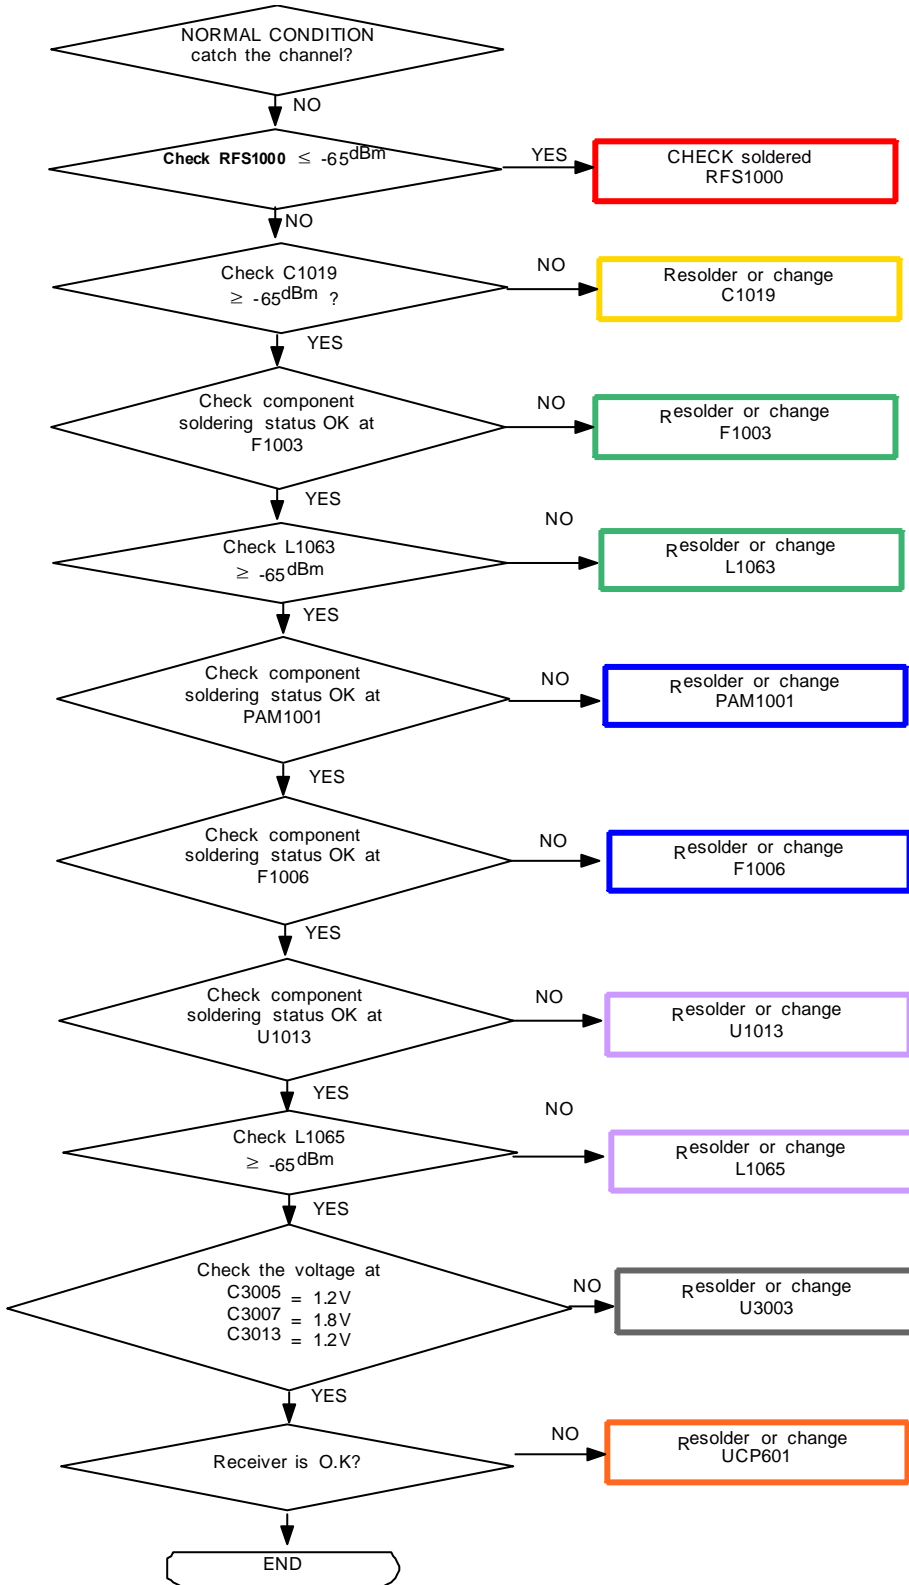 NORMAL CONDITION
catch the channel?
NO
Check RFS1000 ≤ -65dBm
YES
CHECK soldered
RFS1000
NO
Check C1019
≥ -65dBm ?
NO
Resolder or change
C1019
YES
Check component
soldering status OK at
F1003
NO
Resolder or change
F1003
YES
Check L1063
≥ -65dBm
NO
Resolder or change
L1063
YES
Check component
soldering status OK at
PAM1001
NO
Resolder or change
PAM1001
YES
Check component
soldering status OK at
F1006
NO
Resolder or change
F1006
YES
Check component
soldering status OK at
U1013
NO
Resolder or change
U1013
YES
Check L1065
≥ -65dBm
NO
Resolder or change
L1065
YES
Check the voltage at
C3005 = 1.2V
C3007 = 1.8V
C3013 = 1.2V
NO
Resolder or change
U3003
YES
Receiver is O.K?
NO
Resolder or change
UCP601
END